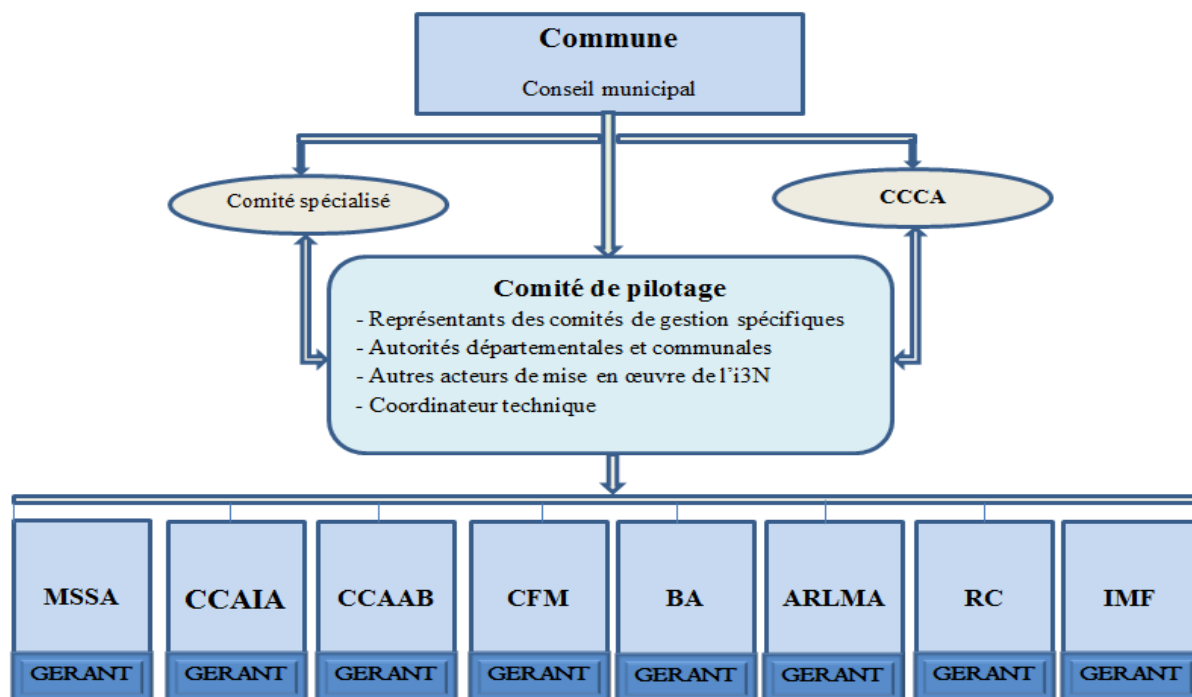 Commune
Conseil municipal
Comité spécialisé
CCCA
Comité de pilotage
- Représentants des comités de gestion spécifiques
- Autorités départementales et communales
- Autres acteurs de mise en œuvre de l'i3N
- Coordinateur technique
MSSA
CCAIA
CCAAB
CFM
BA
ARLMA
RC
IMF
GERANT
GERANT
GERANT
GERANT
GERANT
GERANT
GERANT
GERANT